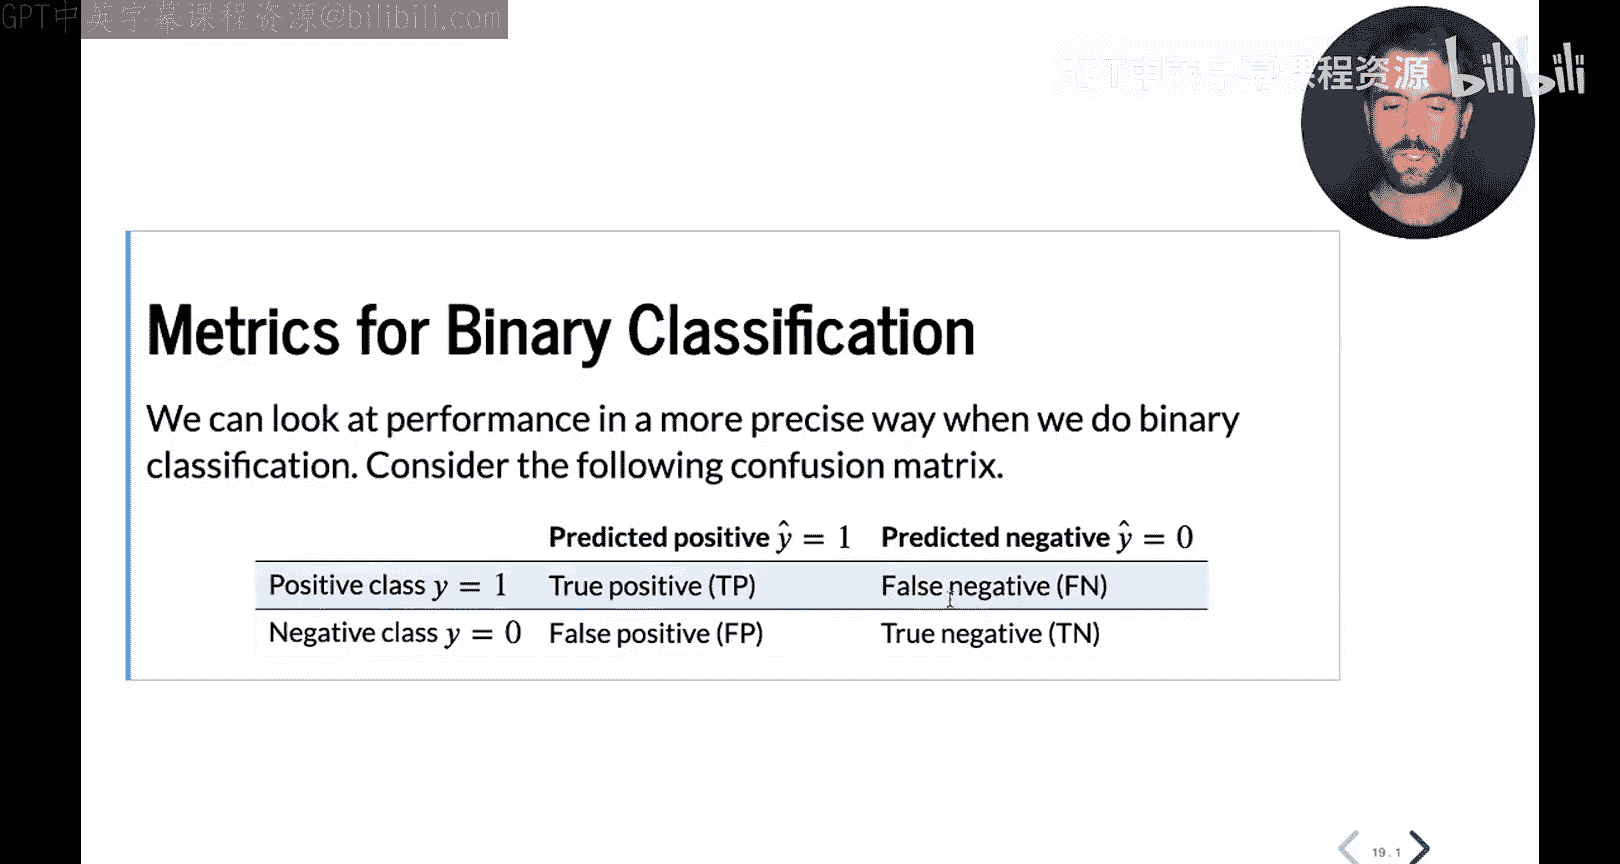 GPT中英字幕课程资源@bilibili.com
课程资源 bilibili
Metrics for Binary Classification
We can look at performance in a more precise way when we do binary
classification. Consider the following confusion matrix.
Predicted positive ŷ = 1 Predicted negative ŷ = 0
Positive class y = 1 True positive (TP) False negative (FN)
Negative class y = 0 False positive (FP) True negative (TN)
19.1